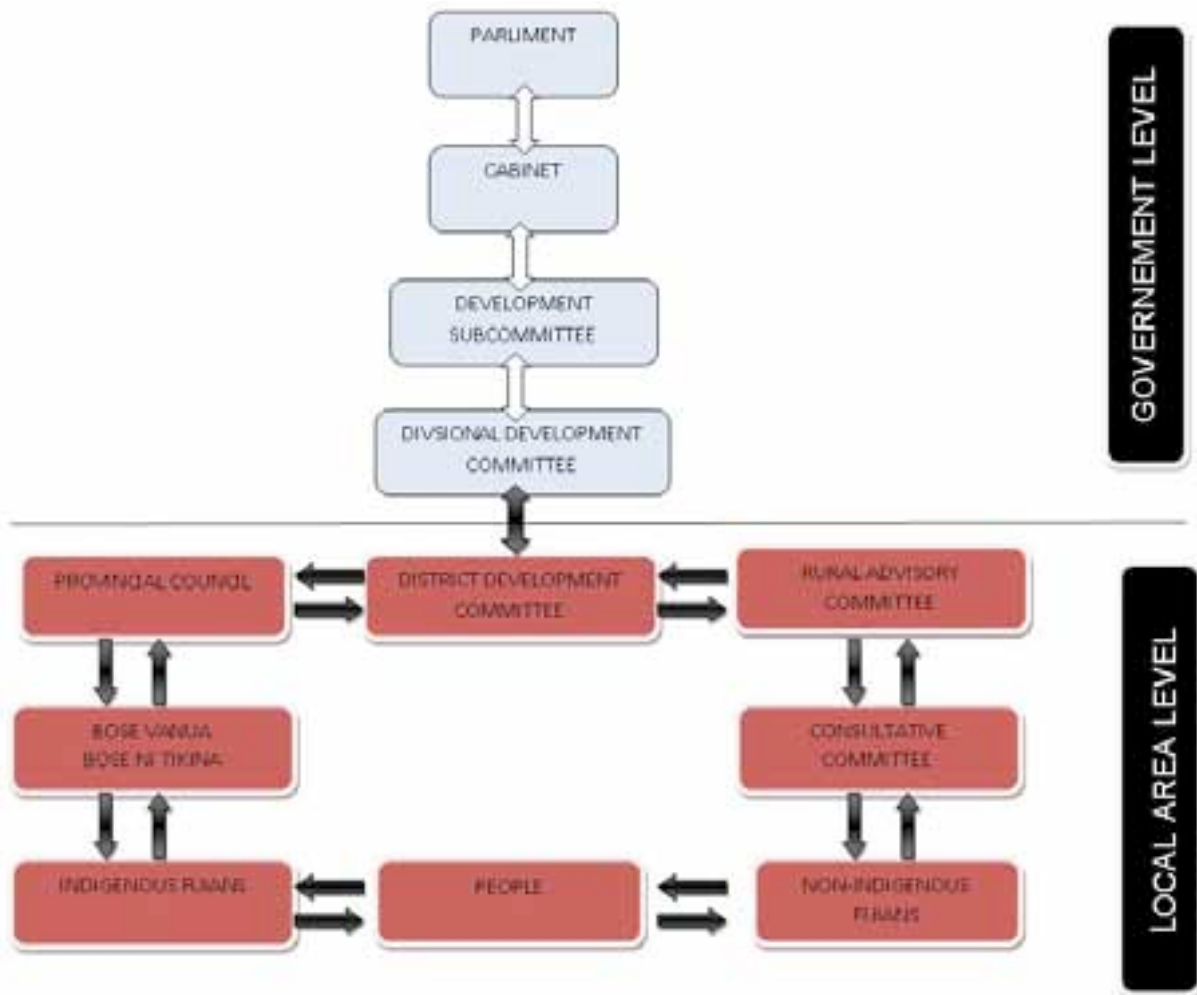 PARLIMENT
CABINET
DEVELOPMENT
SUBCOMMITTEE
DIVSIONAL DEVELOPMENT
COMMITTEE
GOVERNEMENT LEVEL
PROVINCIAL COUNCIL
DISTRICT DEVELOPMENT
COMMITTEE
RURAL ADVISORY
COMMITTEE
BOSE VANUA
BOSE NI TIKINA
CONSULTATIVE
COMMITTEE
INDIGENOUS FIJIANS
PEOPLE
NON-INDIGENOUS
FIJIANS
LOCAL AREA LEVEL